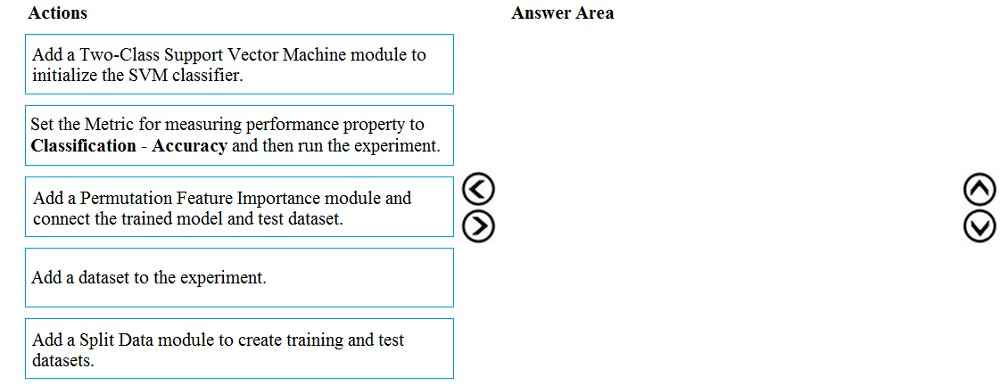 Actions
Answer Area
Add a Two-Class Support Vector Machine module to
initialize the SVM classifier.
Set the Metric for measuring performance property to
Classification - Accuracy and then run the experiment.
Add a Permutation Feature Importance module and
connect the trained model and test dataset.
Add a dataset to the experiment.
Add a Split Data module to create training and test
datasets.